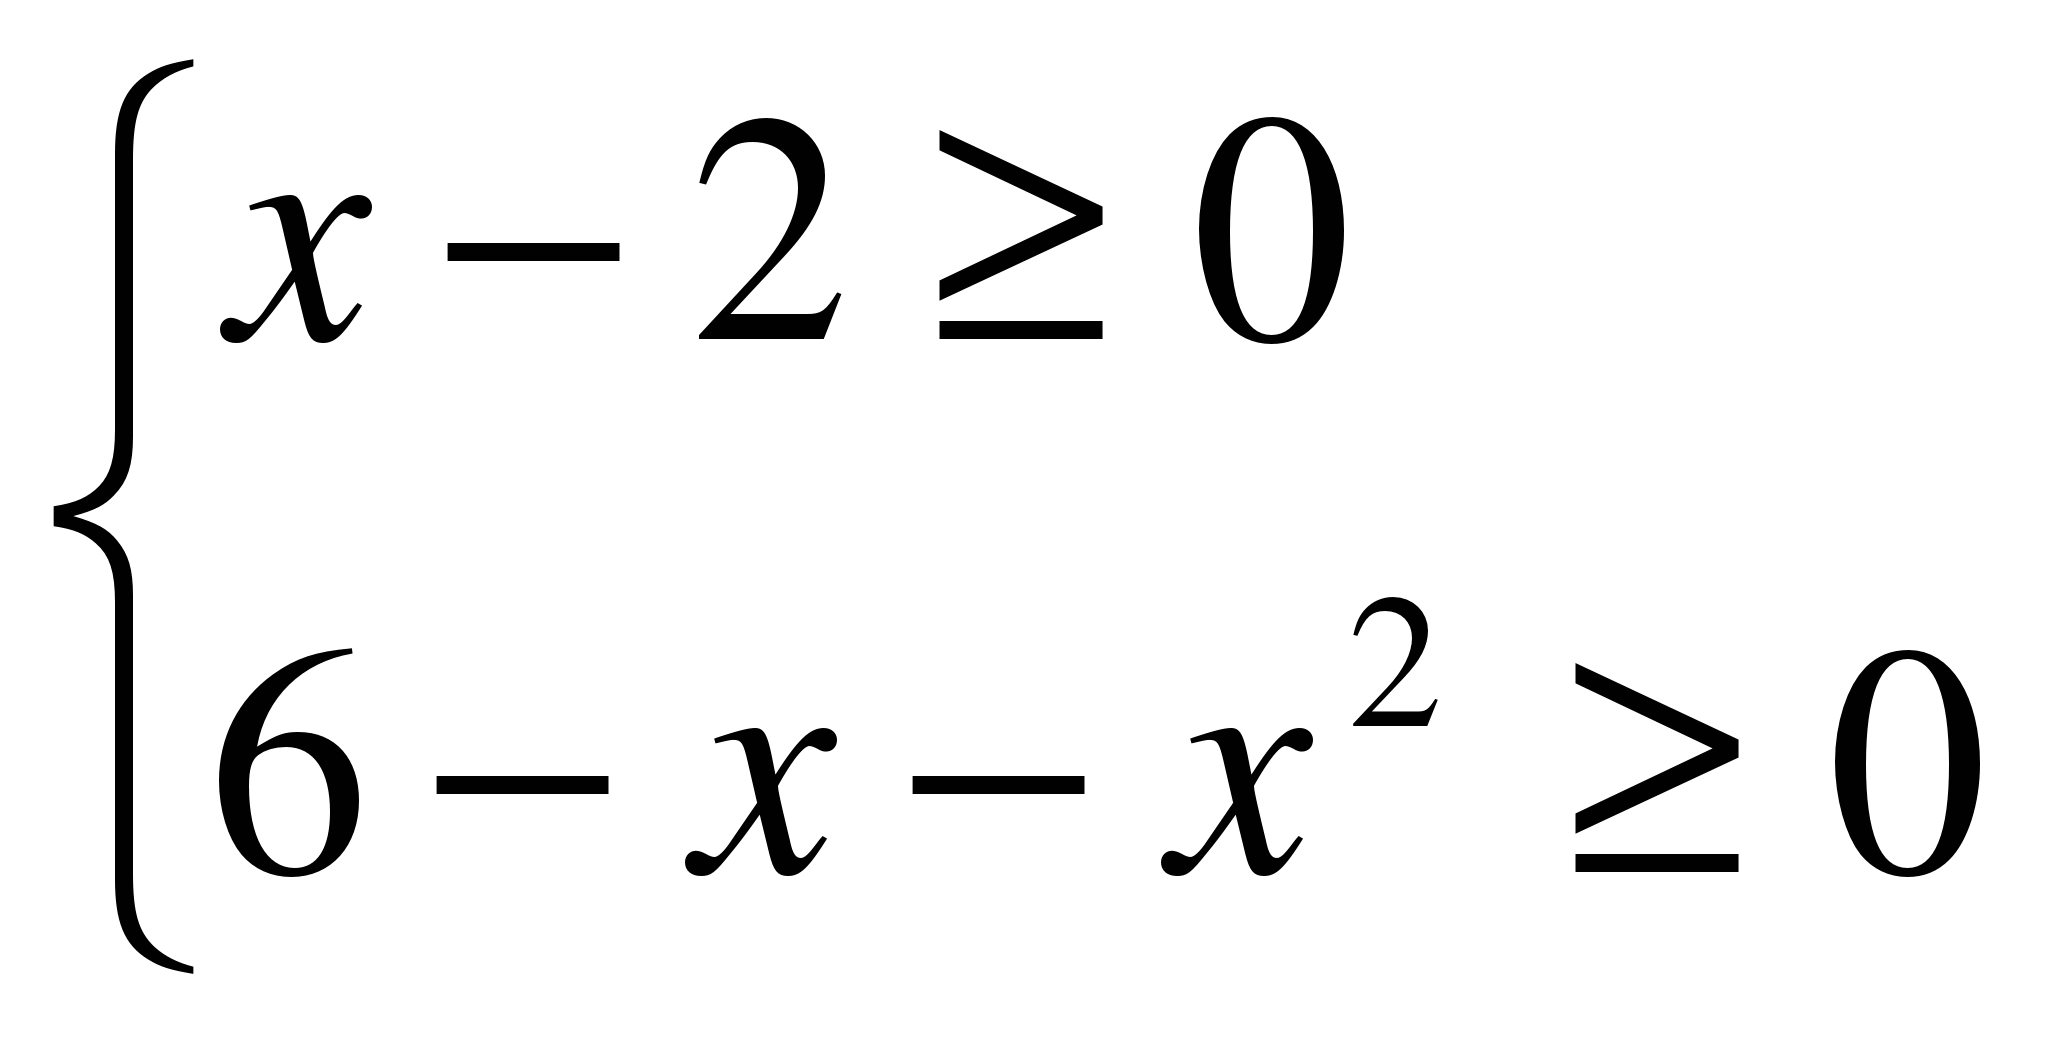 x − 2 ≥ 0
6 − x − x² ≥ 0